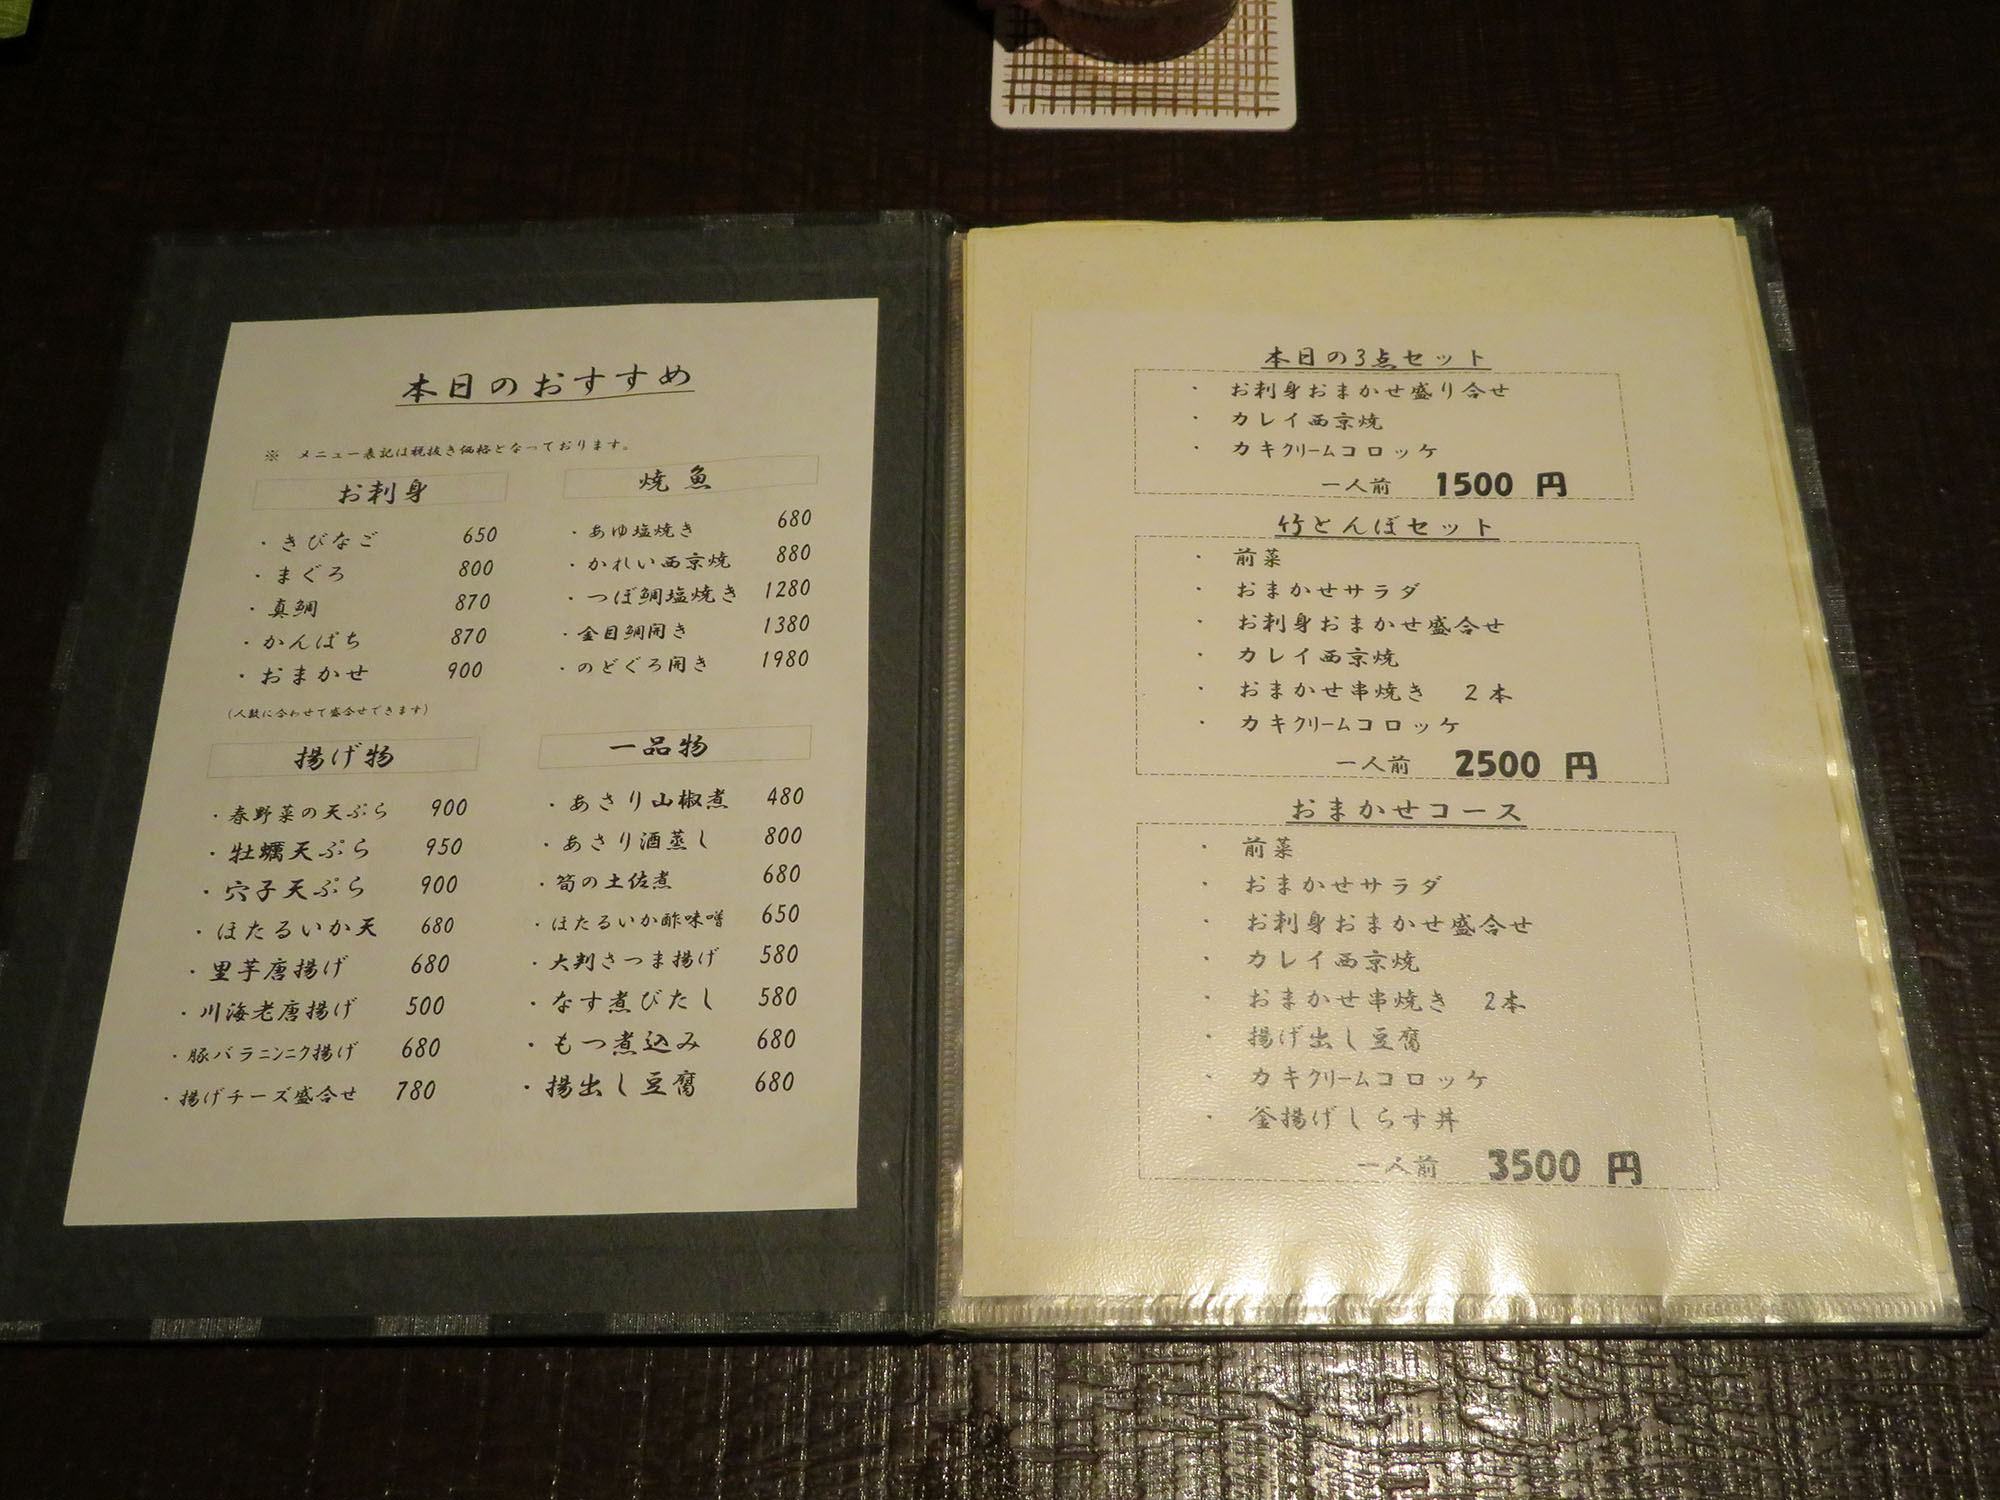 本日のおすすめ
※ メニュー表記は税抜き価格となっております。
お刺身
・きびなご 650
・まぐろ 800
・真鯛 870
・かんぱち 870
・おまかせ 900
(人数に合わせて盛合せできます)
焼魚
・あゆ塩焼き 680
・かれい西京焼 880
・つぼ鯛塩焼き 1280
・金目鯛開き 1380
・のどぐろ開き 1980
揚げ物
・春野菜の天ぷら 900
・牡蠣天ぷら 950
・穴子天ぷら 900
・ほたるいか天 680
・里芋唐揚げ 680
・川海老唐揚げ 500
・豚バラニンニク揚げ 680
・揚げチーズ盛合せ 780
一品物
・あさり山椒煮 480
・あさり酒蒸し 800
・筍の土佐煮 680
・ほたるいか酢味噌 650
・大判さつま揚げ 580
・なす煮びたし 580
・もつ煮込み 680
・揚出し豆腐 680
本日の3点セット
・ お刺身おまかせ盛り合せ
・ カレイ西京焼
・ カキクリームコロッケ
一人前 1500 円
竹とんぼセット
・ 前菜
・ おまかせサラダ
・ お刺身おまかせ盛合せ
・ カレイ西京焼
・ おまかせ串焼き 2本
・ カキクリームコロッケ
一人前 2500 円
おまかせコース
・ 前菜
・ おまかせサラダ
・ お刺身おまかせ盛合せ
・ カレイ西京焼
・ おまかせ串焼き 2本
・ 揚げ出し豆腐
・ カキクリームコロッケ
・ 釜揚げしらす丼
一人前 3500 円